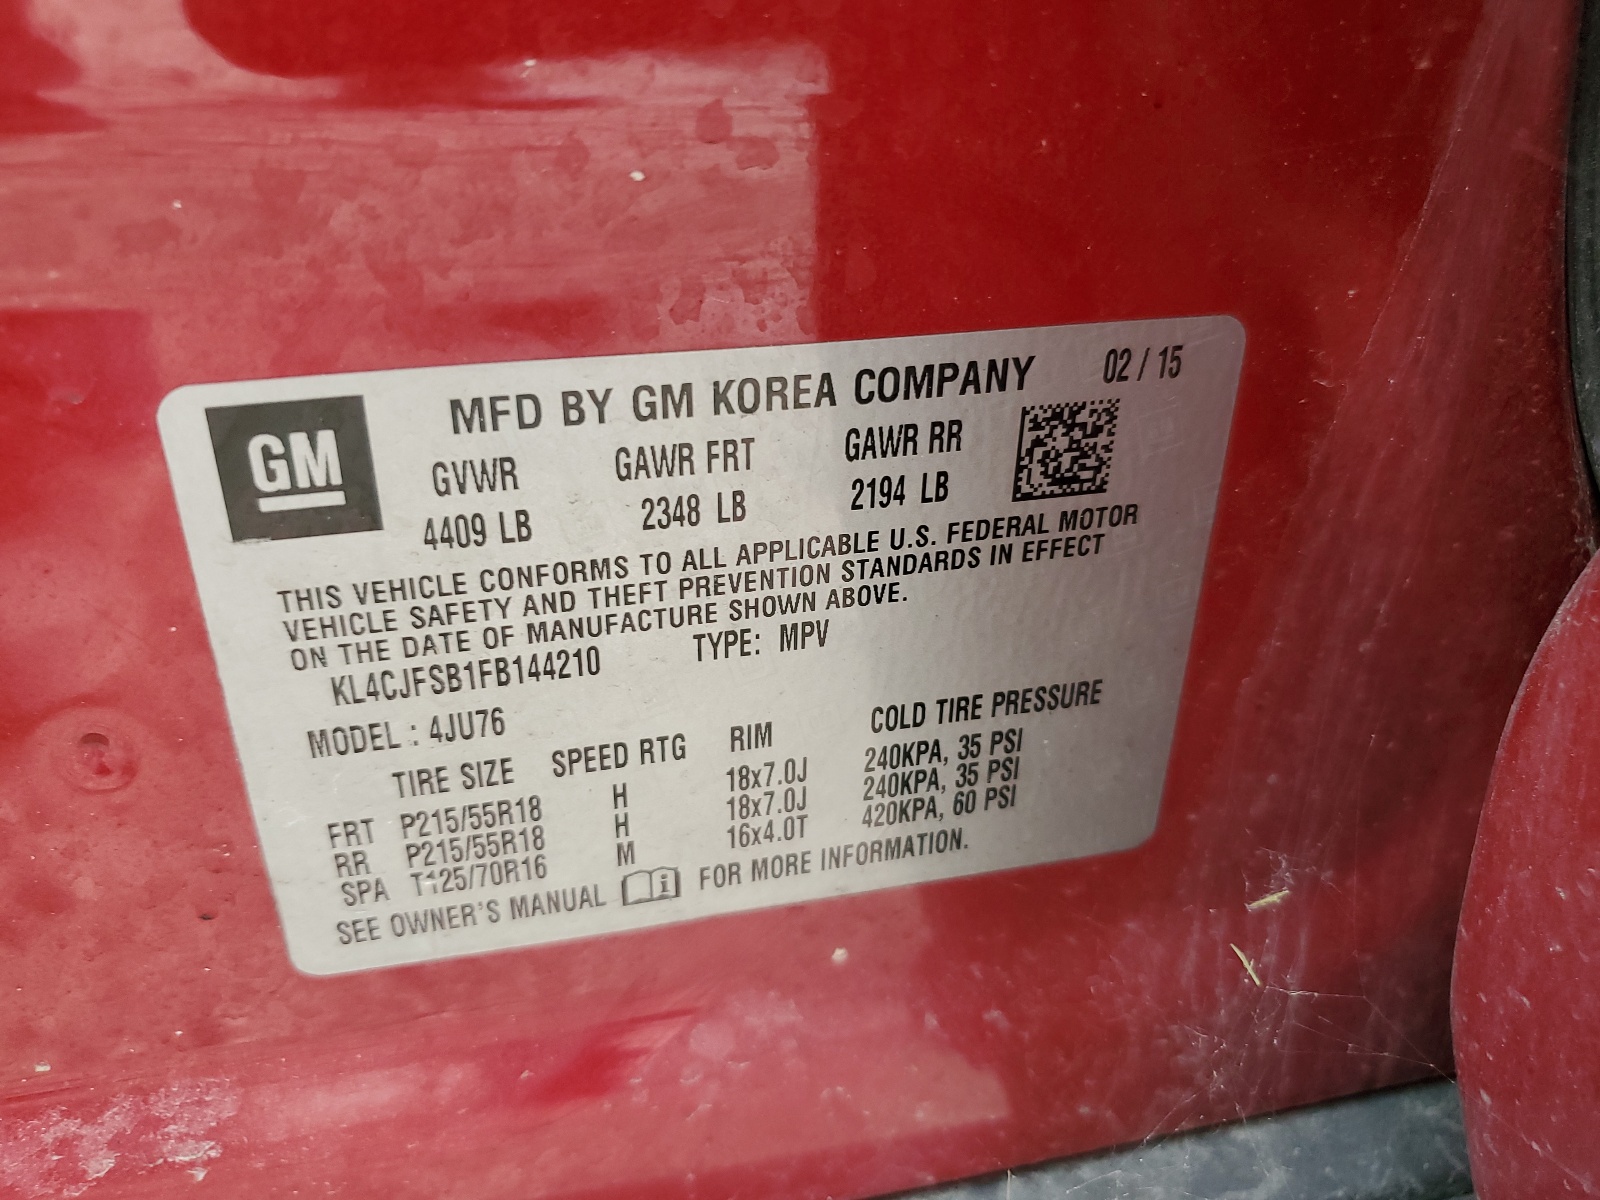 GM
MFD BY GM KOREA COMPANY 02 / 15
GVWR GAWR FRT GAWR RR
4409 LB 2348 LB 2194 LB
THIS VEHICLE CONFORMS TO ALL APPLICABLE U.S. FEDERAL MOTOR
VEHICLE SAFETY AND THEFT PREVENTION STANDARDS IN EFFECT
ON THE DATE OF MANUFACTURE SHOWN ABOVE.
KL4CJFSB1FB144210 TYPE: MPV
MODEL : 4JU76
TIRE SIZE SPEED RTG RIM COLD TIRE PRESSURE
FRT P215/55R18 H 18x7.0J 240KPA, 35 PSI
RR P215/55R18 H 18x7.0J 240KPA, 35 PSI
SPA T125/70R16 M 16x4.0T 420KPA, 60 PSI
SEE OWNER'S MANUAL i FOR MORE INFORMATION.